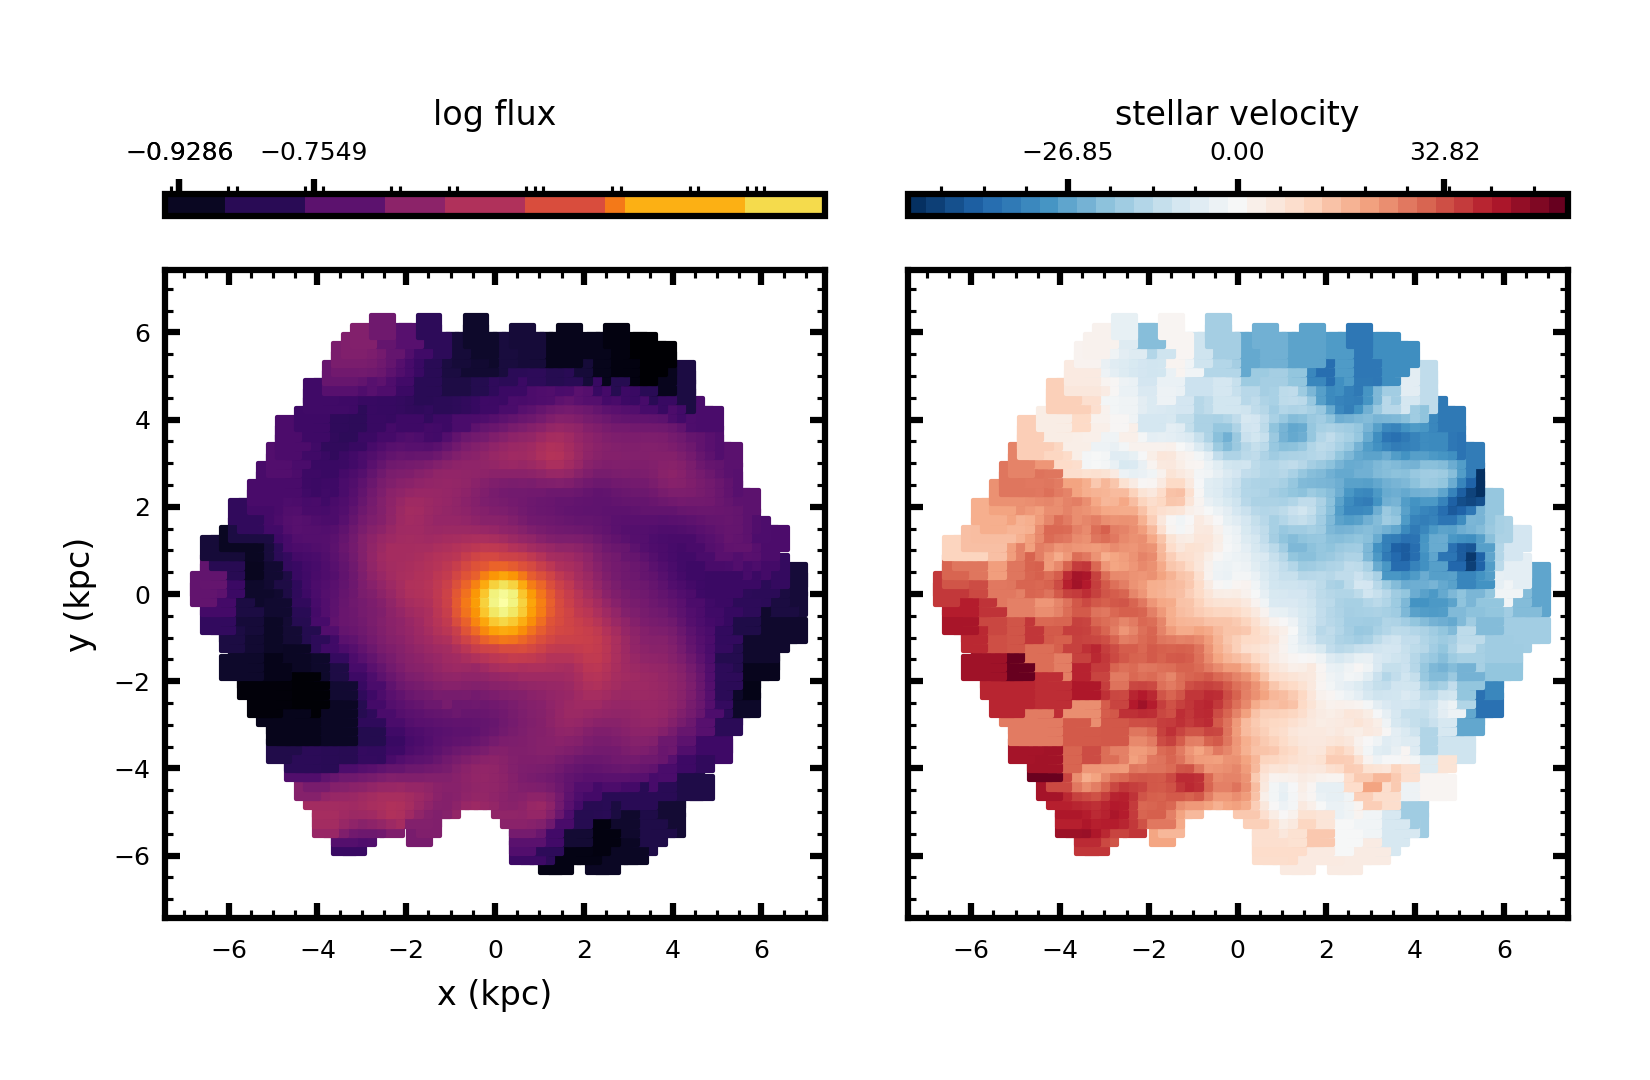 log flux
stellar velocity
−0.9286 −0.7549
−26.85 0.00 32.82
6
4
2
0
−2
−4
−6
y (kpc)
−6 −4 −2 0 2 4 6
−6 −4 −2 0 2 4 6
x (kpc)